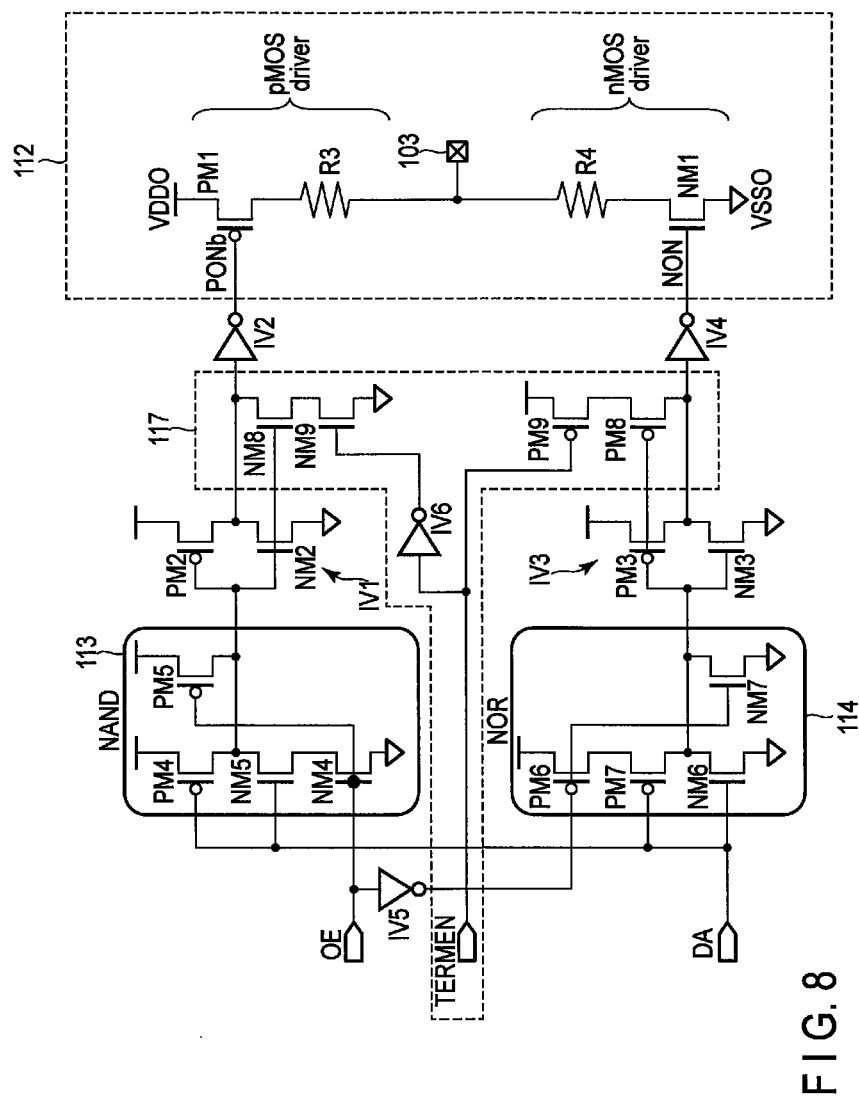 112
VDDO
PM1
pMOS
driver
PONb
R3
103
R4
nMOS
driver
NM1
NON
VSSO
IV2
IV4
117
NM8
NM9
PM9
PM8
IV6
PM2
NM2
IV1
IV3
PM3
NM3
113
NAND
PM5
PM4
NM5
NM4
NOR
PM6
PM7
NM6
NM7
114
OE
IV5
TERMEN
DA
FIG. 8